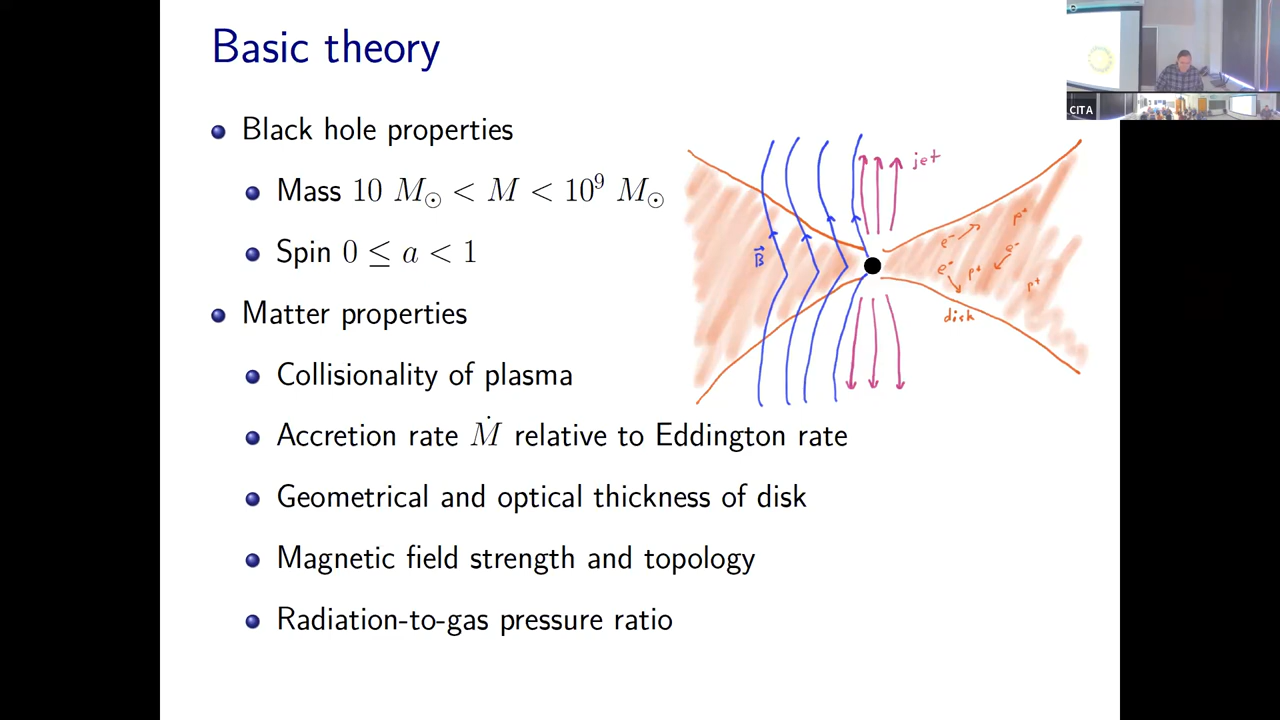 Basic theory
CITA
Black hole properties
Mass 10 M⊙ < M < 10⁹ M⊙
Spin 0 ≤ a < 1
Matter properties
Collisionality of plasma
Accretion rate Ṁ relative to Eddington rate
Geometrical and optical thickness of disk
Magnetic field strength and topology
Radiation-to-gas pressure ratio
jet
B⃗
e⁻
p⁺
e⁻
e⁻
p⁺
p⁺
disk